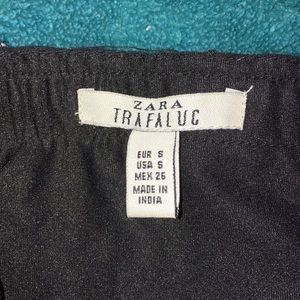 ZARA
TRAFALUC
EUR S
USA S
MEX 26
MADE IN
INDIA